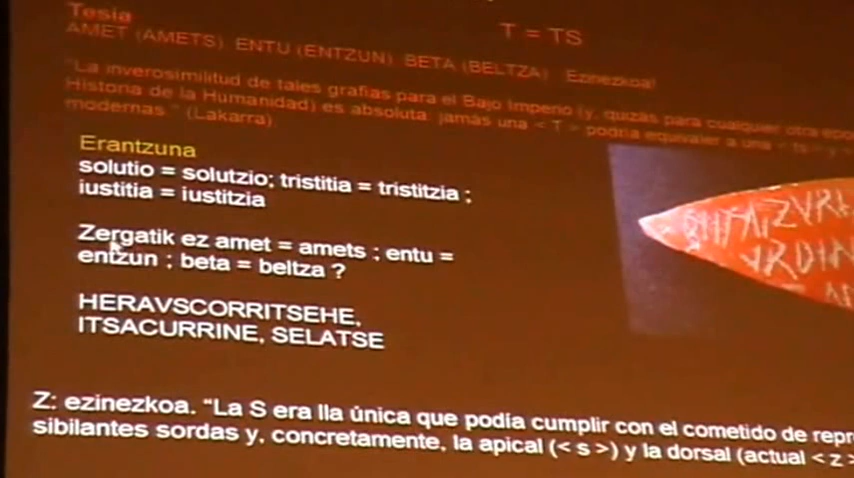 Tesia
T = TS
AMET (AMETS) ENTU (ENTZUN) BETA (BELTZA) Ezinezkoa!
"La inverosimilitud de tales grafías para el Bajo Imperio (y, quizás para cualquier otra
Historia de la Humanidad) es absoluta: jamás una < T > podría equivaler a una < ts >
modernas." (Lakarra)
Erantzuna
solutio = solutzio; tristitia = tristitzia ;
iustitia = iustitzia
Zergatik ez amet = amets ; entu =
entzun ; beta = beltza ?
HERAVSCORRITSEHE,
ITSACURRINE, SELATSE
Z: ezinezkoa. "La S era lla única que podía cumplir con el cometido de
sibilantes sordas y, concretamente, la apical (< s >) y la dorsal (actual < z >